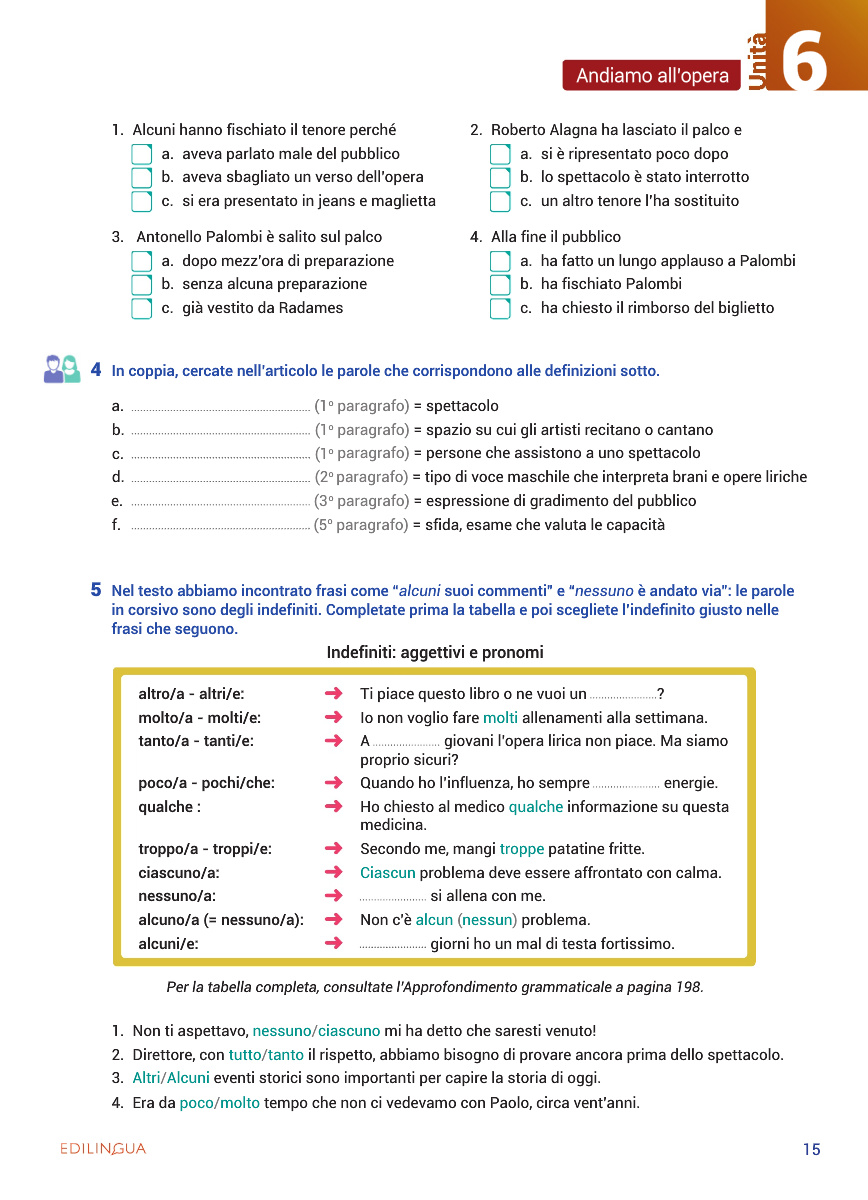 Andiamo all'opera
Unità 6
1. Alcuni hanno fischiato il tenore perché
a. aveva parlato male del pubblico
b. aveva sbagliato un verso dell'opera
c. si era presentato in jeans e maglietta
2. Roberto Alagna ha lasciato il palco e
a. si è ripresentato poco dopo
b. lo spettacolo è stato interrotto
c. un altro tenore l'ha sostituito
3. Antonello Palombi è salito sul palco
a. dopo mezz'ora di preparazione
b. senza alcuna preparazione
c. già vestito da Radames
4. Alla fine il pubblico
a. ha fatto un lungo applauso a Palombi
b. ha fischiato Palombi
c. ha chiesto il rimborso del biglietto
4 In coppia, cercate nell'articolo le parole che corrispondono alle definizioni sotto.
a. ............................................................. (1° paragrafo) = spettacolo
b. ............................................................. (1° paragrafo) = spazio su cui gli artisti recitano o cantano
c. ............................................................. (1° paragrafo) = persone che assistono a uno spettacolo
d. ............................................................. (2° paragrafo) = tipo di voce maschile che interpreta brani e opere liriche
e. ............................................................. (3° paragrafo) = espressione di gradimento del pubblico
f. ............................................................. (5° paragrafo) = sfida, esame che valuta le capacità
5 Nel testo abbiamo incontrato frasi come “alcuni suoi commenti” e “nessuno è andato via”: le parole
in corsivo sono degli indefiniti. Completate prima la tabella e poi scegliete l'indefinito giusto nelle
frasi che seguono.
Indefiniti: aggettivi e pronomi
altro/a - altri/e: ➜ Ti piace questo libro o ne vuoi un .......................?
molto/a - molti/e: ➜ Io non voglio fare molti allenamenti alla settimana.
tanto/a - tanti/e: ➜ A ....................... giovani l'opera lirica non piace. Ma siamo
proprio sicuri?
poco/a - pochi/che: ➜ Quando ho l'influenza, ho sempre ....................... energie.
qualche : ➜ Ho chiesto al medico qualche informazione su questa
medicina.
troppo/a - troppi/e: ➜ Secondo me, mangi troppe patatine fritte.
ciascuno/a: ➜ Ciascun problema deve essere affrontato con calma.
nessuno/a: ➜ ....................... si allena con me.
alcuno/a (= nessuno/a): ➜ Non c'è alcun (nessun) problema.
alcuni/e: ➜ ....................... giorni ho un mal di testa fortissimo.
Per la tabella completa, consultate l'Approfondimento grammaticale a pagina 198.
1. Non ti aspettavo, nessuno/ciascuno mi ha detto che saresti venuto!
2. Direttore, con tutto/tanto il rispetto, abbiamo bisogno di provare ancora prima dello spettacolo.
3. Altri/Alcuni eventi storici sono importanti per capire la storia di oggi.
4. Era da poco/molto tempo che non ci vedevamo con Paolo, circa vent'anni.
EDILINGUA
15